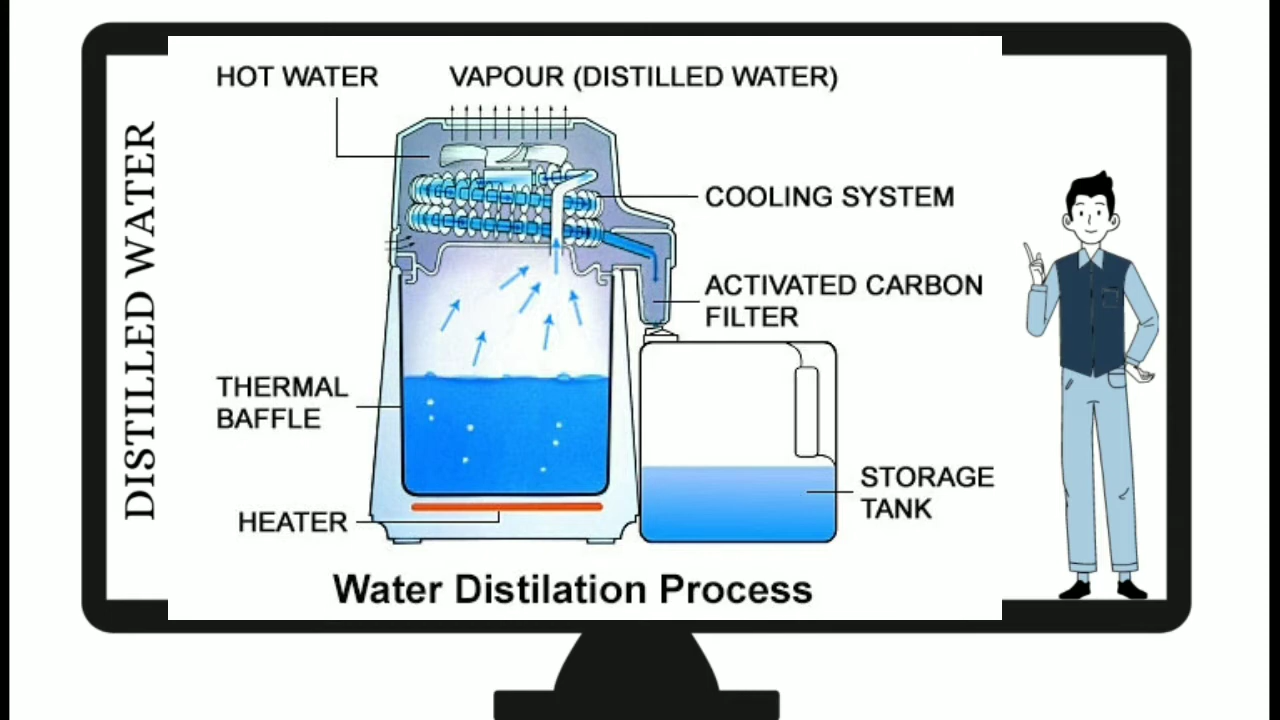 DISTILLED WATER
HOT WATER
VAPOUR (DISTILLED WATER)
COOLING SYSTEM
ACTIVATED CARBON
FILTER
THERMAL
BAFFLE
STORAGE
TANK
HEATER
Water Distilation Process